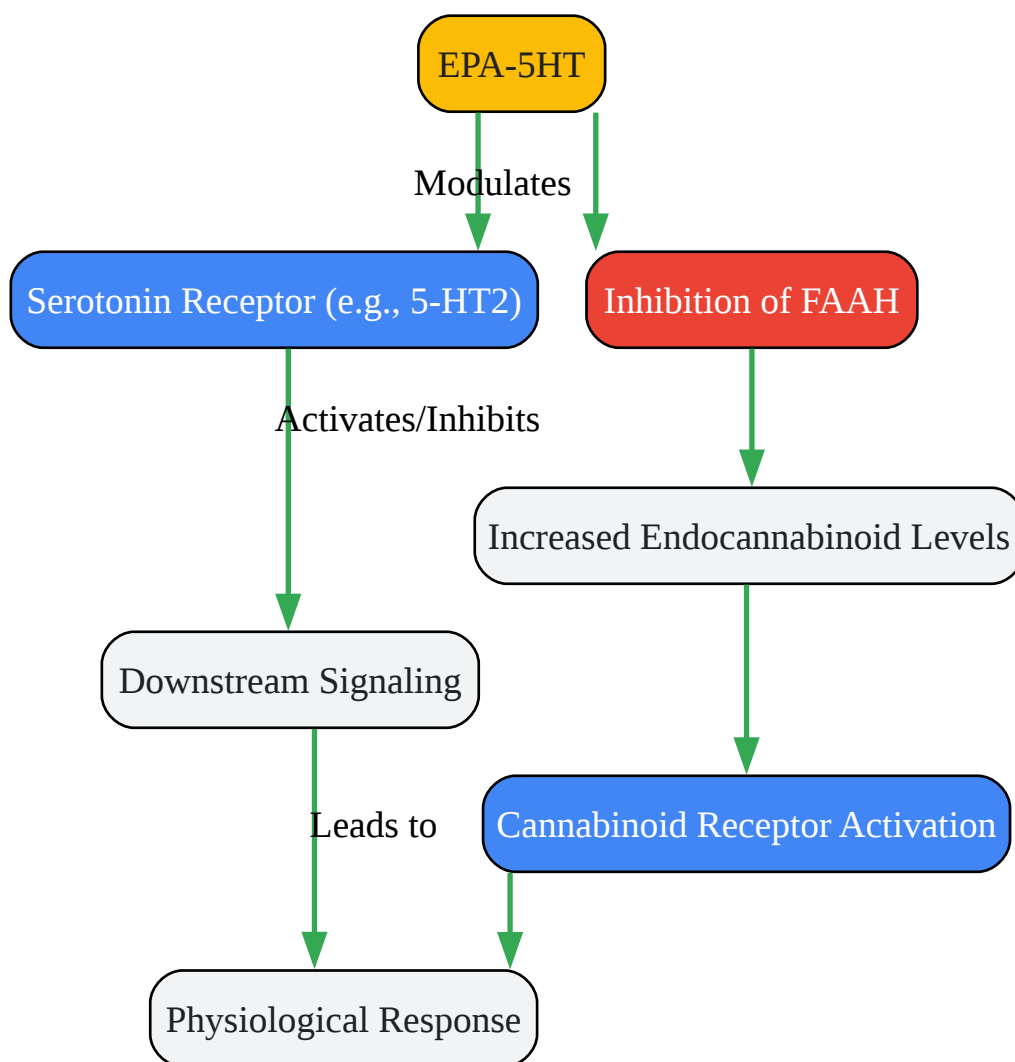 EPA-5HT
Modulates
Serotonin Receptor (e.g., 5-HT2)
Inhibition of FAAH
Activates/Inhibits
Increased Endocannabinoid Levels
Downstream Signaling
Leads to
Cannabinoid Receptor Activation
Physiological Response